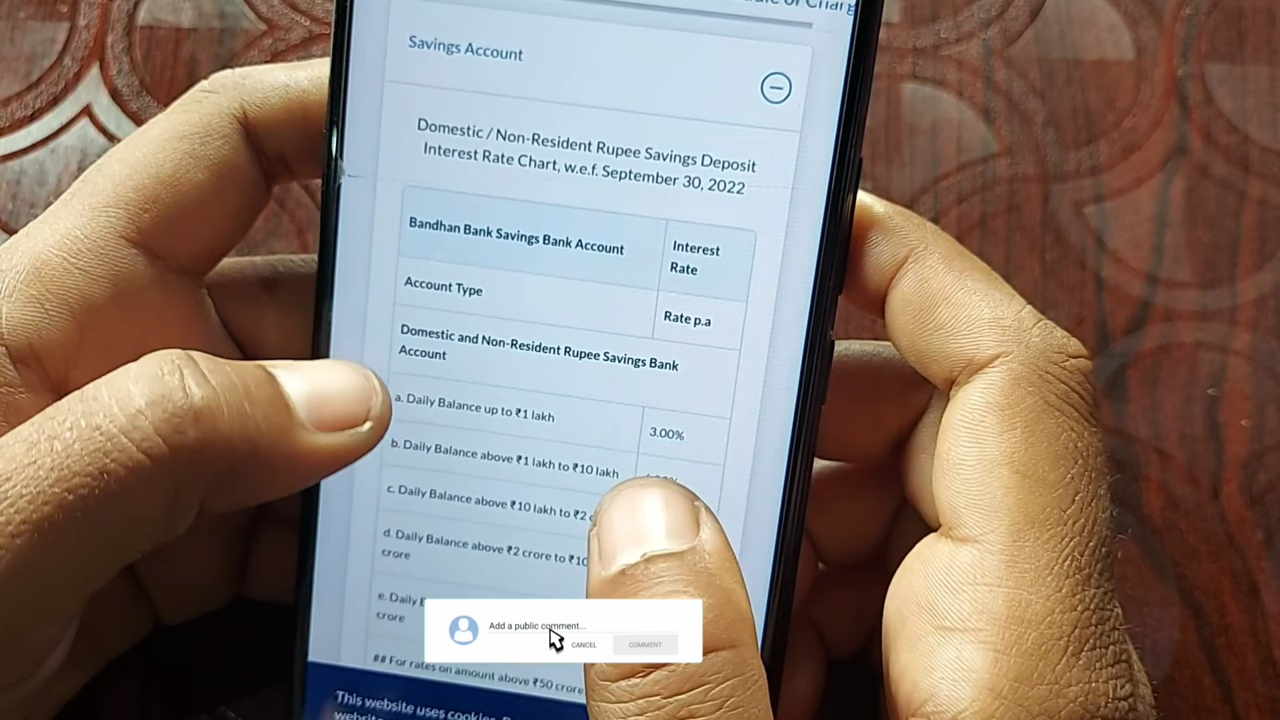 Savings Account
Domestic / Non-Resident Rupee Savings Deposit
Interest Rate Chart, w.e.f. September 30, 2022
Bandhan Bank Savings Bank Account
Interest
Rate
Account Type
Rate p.a
Domestic and Non-Resident Rupee Savings Bank
Account
a. Daily Balance up to ₹1 lakh
3.00%
b. Daily Balance above ₹1 lakh to ₹10 lakh
c. Daily Balance above ₹10 lakh to ₹2
d. Daily Balance above ₹2 crore to ₹10
crore
e. Daily
crore
Add a public comment...
CANCEL
COMMENT
## For rates on amount above ₹50 crore
This website uses cookies.